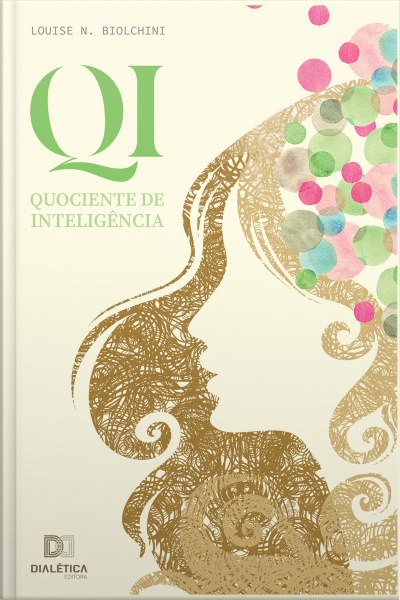 LOUISE N. BIOLCHINI
QI
QUOCIENTE DE
INTELIGÊNCIA
DIALÉTICA
EDITORA